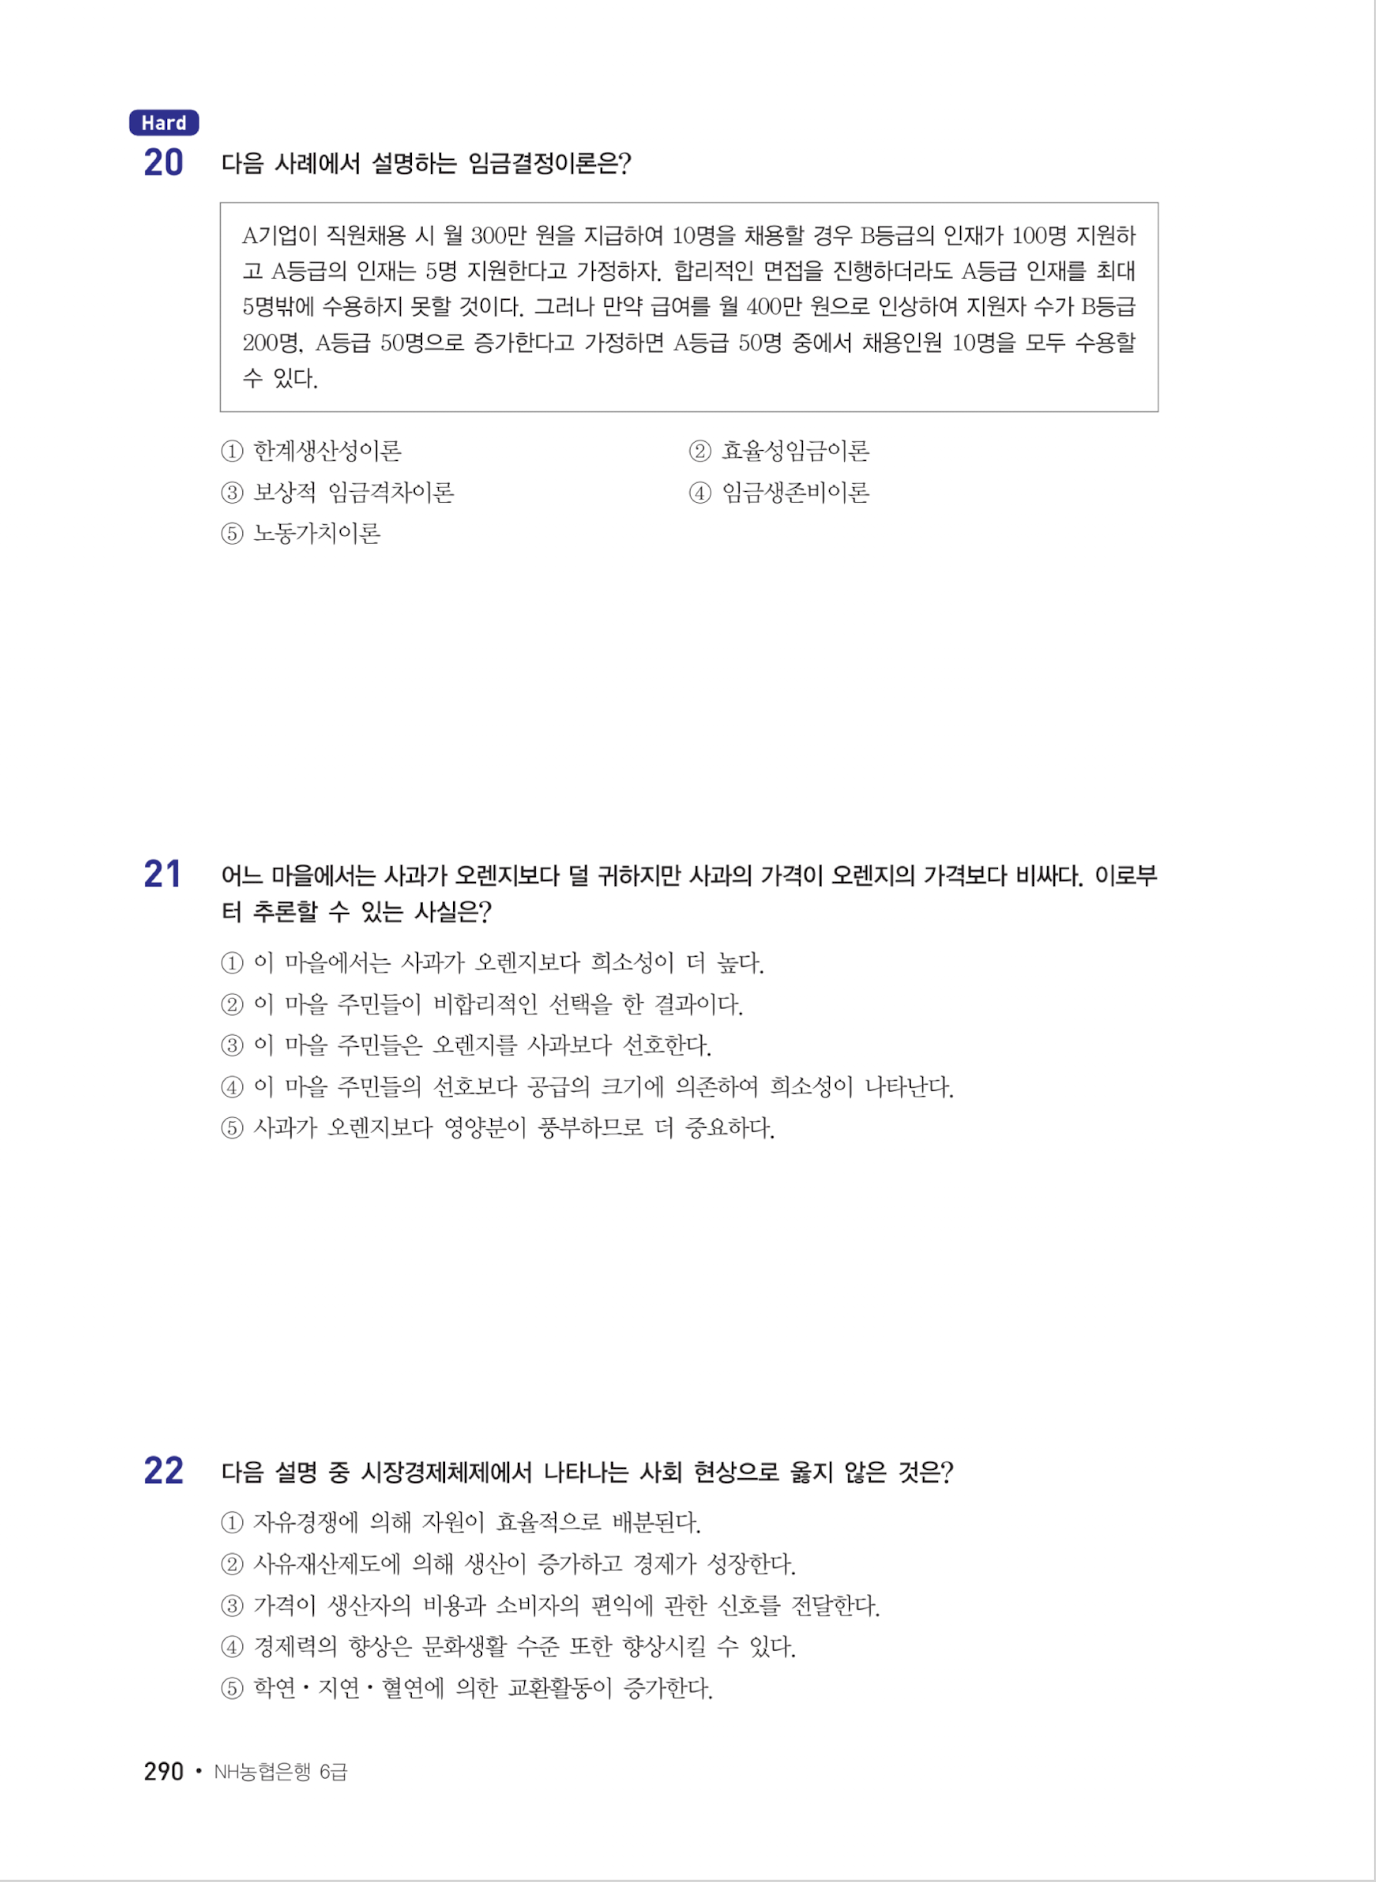 Hard
20 다음 사례에서 설명하는 임금결정이론은?
A기업이 직원채용 시 월 300만 원을 지급하여 10명을 채용할 경우 B등급의 인재가 100명 지원하
고 A등급의 인재는 5명 지원한다고 가정하자. 합리적인 면접을 진행하더라도 A등급 인재를 최대
5명밖에 수용하지 못할 것이다. 그러나 만약 급여를 월 400만 원으로 인상하여 지원자 수가 B등급
200명, A등급 50명으로 증가한다고 가정하면 A등급 50명 중에서 채용인원 10명을 모두 수용할
수 있다.
① 한계생산성이론 ② 효율성임금이론
③ 보상적 임금격차이론 ④ 임금생존비이론
⑤ 노동가치이론
21 어느 마을에서는 사과가 오렌지보다 덜 귀하지만 사과의 가격이 오렌지의 가격보다 비싸다. 이로부
터 추론할 수 있는 사실은?
① 이 마을에서는 사과가 오렌지보다 희소성이 더 높다.
② 이 마을 주민들이 비합리적인 선택을 한 결과이다.
③ 이 마을 주민들은 오렌지를 사과보다 선호한다.
④ 이 마을 주민들의 선호보다 공급의 크기에 의존하여 희소성이 나타난다.
⑤ 사과가 오렌지보다 영양분이 풍부하므로 더 중요하다.
22 다음 설명 중 시장경제체제에서 나타나는 사회 현상으로 옳지 않은 것은?
① 자유경쟁에 의해 자원이 효율적으로 배분된다.
② 사유재산제도에 의해 생산이 증가하고 경제가 성장한다.
③ 가격이 생산자의 비용과 소비자의 편익에 관한 신호를 전달한다.
④ 경제력의 향상은 문화생활 수준 또한 향상시킬 수 있다.
⑤ 학연・지연・혈연에 의한 교환활동이 증가한다.
290 • NH농협은행 6급